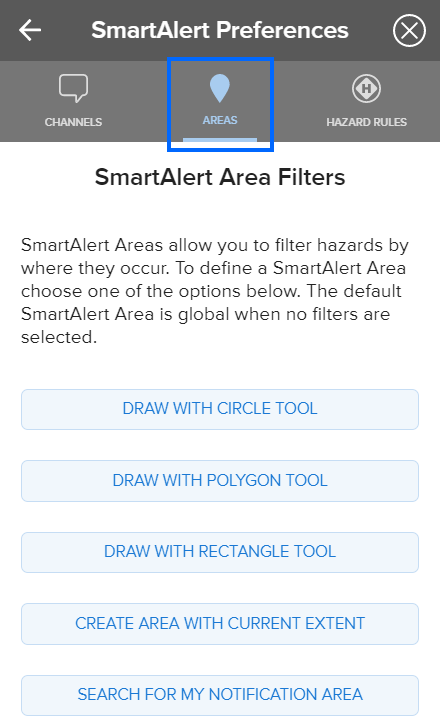 SmartAlert Preferences
CHANNELS
AREAS
HAZARD RULES
SmartAlert Area Filters
SmartAlert Areas allow you to filter hazards by
where they occur. To define a SmartAlert Area
choose one of the options below. The default
SmartAlert Area is global when no filters are
selected.
DRAW WITH CIRCLE TOOL
DRAW WITH POLYGON TOOL
DRAW WITH RECTANGLE TOOL
CREATE AREA WITH CURRENT EXTENT
SEARCH FOR MY NOTIFICATION AREA